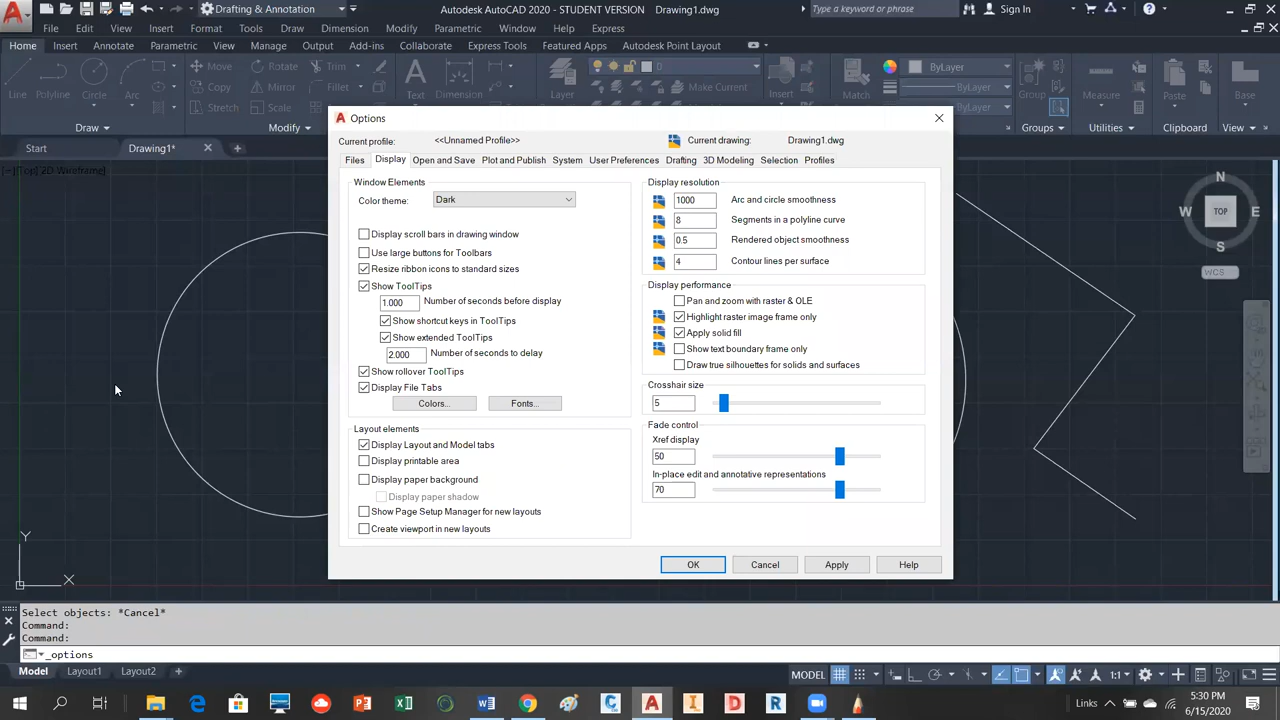 Drafting & Annotation
Autodesk AutoCAD 2020 - STUDENT VERSION Drawing1.dwg
Type a keyword or phrase
Sign In
File Edit View Insert Format Tools Draw Dimension Modify Parametric Window Help Express
Home Insert Annotate Parametric View Manage Output Add-ins Collaborate Express Tools Featured Apps Autodesk Point Layout
Move Rotate Trim
0
ByLayer
Line Polyline Circle Arc
Copy Mirror
Text Dimension
Layer
Make Current
Insert
Match
ByLayer
Group
Paste
Base
Stretch Scale
ByLayer
Draw Modify Groups Utilities Clipboard View
Start Drawing1*
[−][Top][2D Wireframe]
Options
Current profile: <<Unnamed Profile>> Current drawing: Drawing1.dwg
Files Display Open and Save Plot and Publish System User Preferences Drafting 3D Modeling Selection Profiles
Window Elements
Color theme: Dark
Display scroll bars in drawing window
Use large buttons for Toolbars
Resize ribbon icons to standard sizes
Show ToolTips
1.000 Number of seconds before display
Show shortcut keys in ToolTips
Show extended ToolTips
2.000 Number of seconds to delay
Show rollover ToolTips
Display File Tabs
Colors... Fonts...
Layout elements
Display Layout and Model tabs
Display printable area
Display paper background
Display paper shadow
Show Page Setup Manager for new layouts
Create viewport in new layouts
Display resolution
1000 Arc and circle smoothness
8 Segments in a polyline curve
0.5 Rendered object smoothness
4 Contour lines per surface
Display performance
Pan and zoom with raster & OLE
Highlight raster image frame only
Apply solid fill
Show text boundary frame only
Draw true silhouettes for solids and surfaces
Crosshair size
5
Fade control
Xref display
50
In-place edit and annotative representations
70
OK Cancel Apply Help
N
W TOP E
S
WCS
Y
X
Select objects: *Cancel*
Command:
Command:
_options
Model Layout1 Layout2 +
MODEL
1:1
Links
5:30 PM
6/15/2020